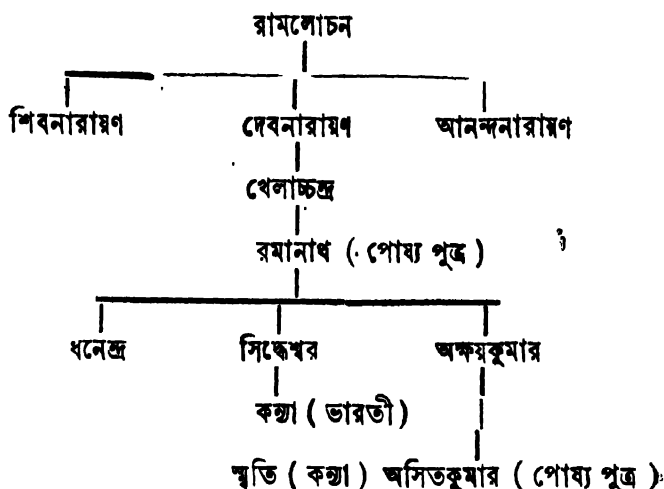 রামলোচন
শিবনারায়ণ দেবনারায়ণ আনন্দনারায়ণ
খেলাচ্চন্দ্র
রমানাথ ( পোষ্য পুত্র )
ধনেন্দ্র সিদ্ধেশ্বর অক্ষয়কুমার
কন্যা ( ভারতী )
স্মৃতি ( কন্যা ) অসিতকুমার ( পোষ্য পুত্র )